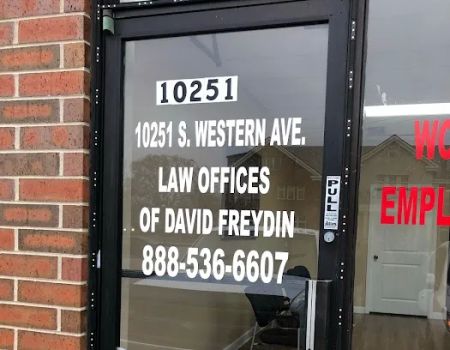 10251
10251 S. WESTERN AVE.
LAW OFFICES
OF DAVID FREYDIN
888-536-6607
PULL